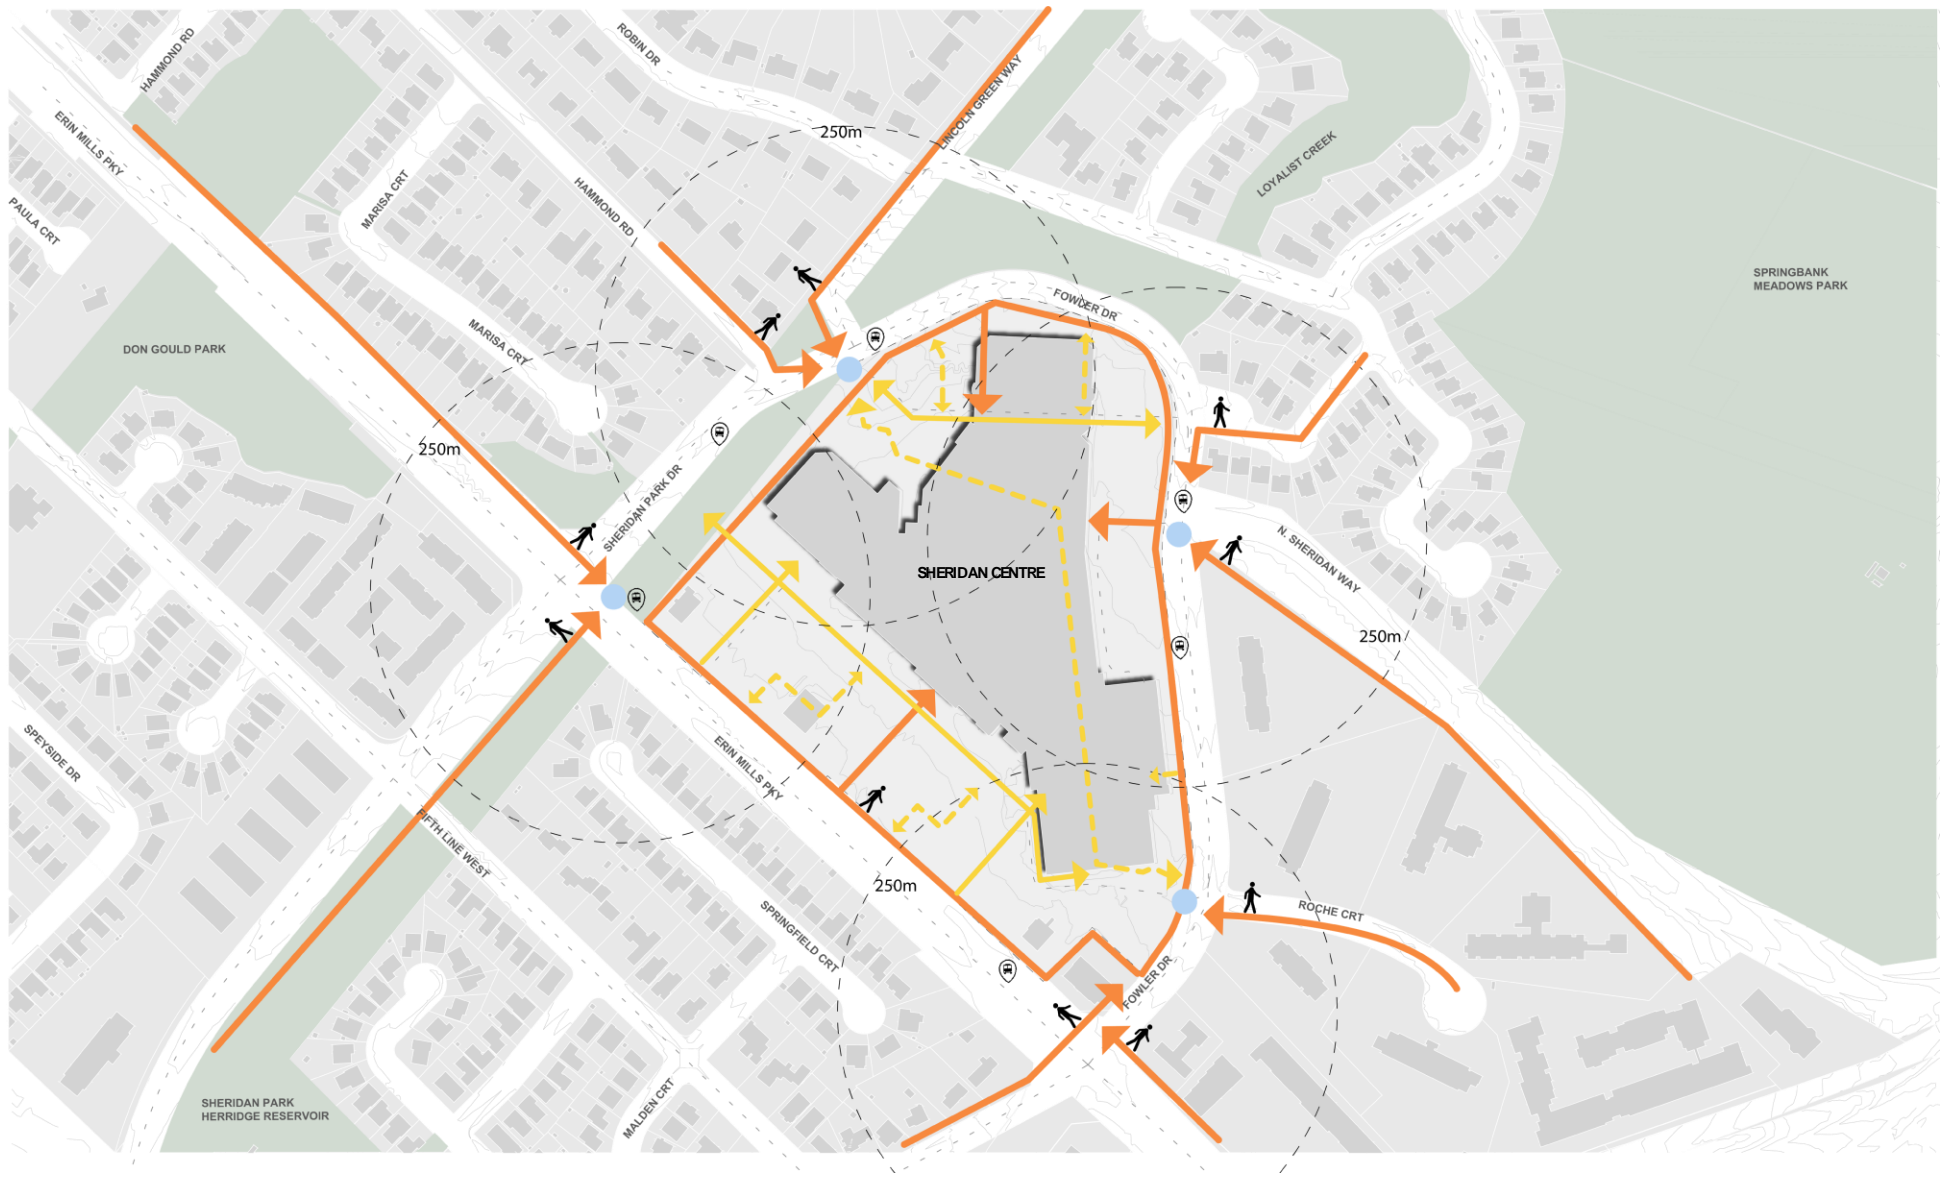 HAMMOND RD
ROBIN DR
LINCOLN GREEN WAY
ERIN MILLS PKY
250m
LOYALIST CREEK
MARISA CRT
HAMMOND RD
PAULA CRT
SPRINGBANK
MEADOWS PARK
FOWLER DR
MARISA CRT
DON GOULD PARK
250m
SHERIDAN PARK DR
N. SHERIDAN WAY
SHERIDAN CENTRE
250m
SPEYSIDE DR
ERIN MILLS PKY
FIFTH LINE WEST
250m
SPRINGFIELD CRT
ROCHE CRT
FOWLER DR
SHERIDAN PARK
HERRIDGE RESERVOIR
MALDEN CRT